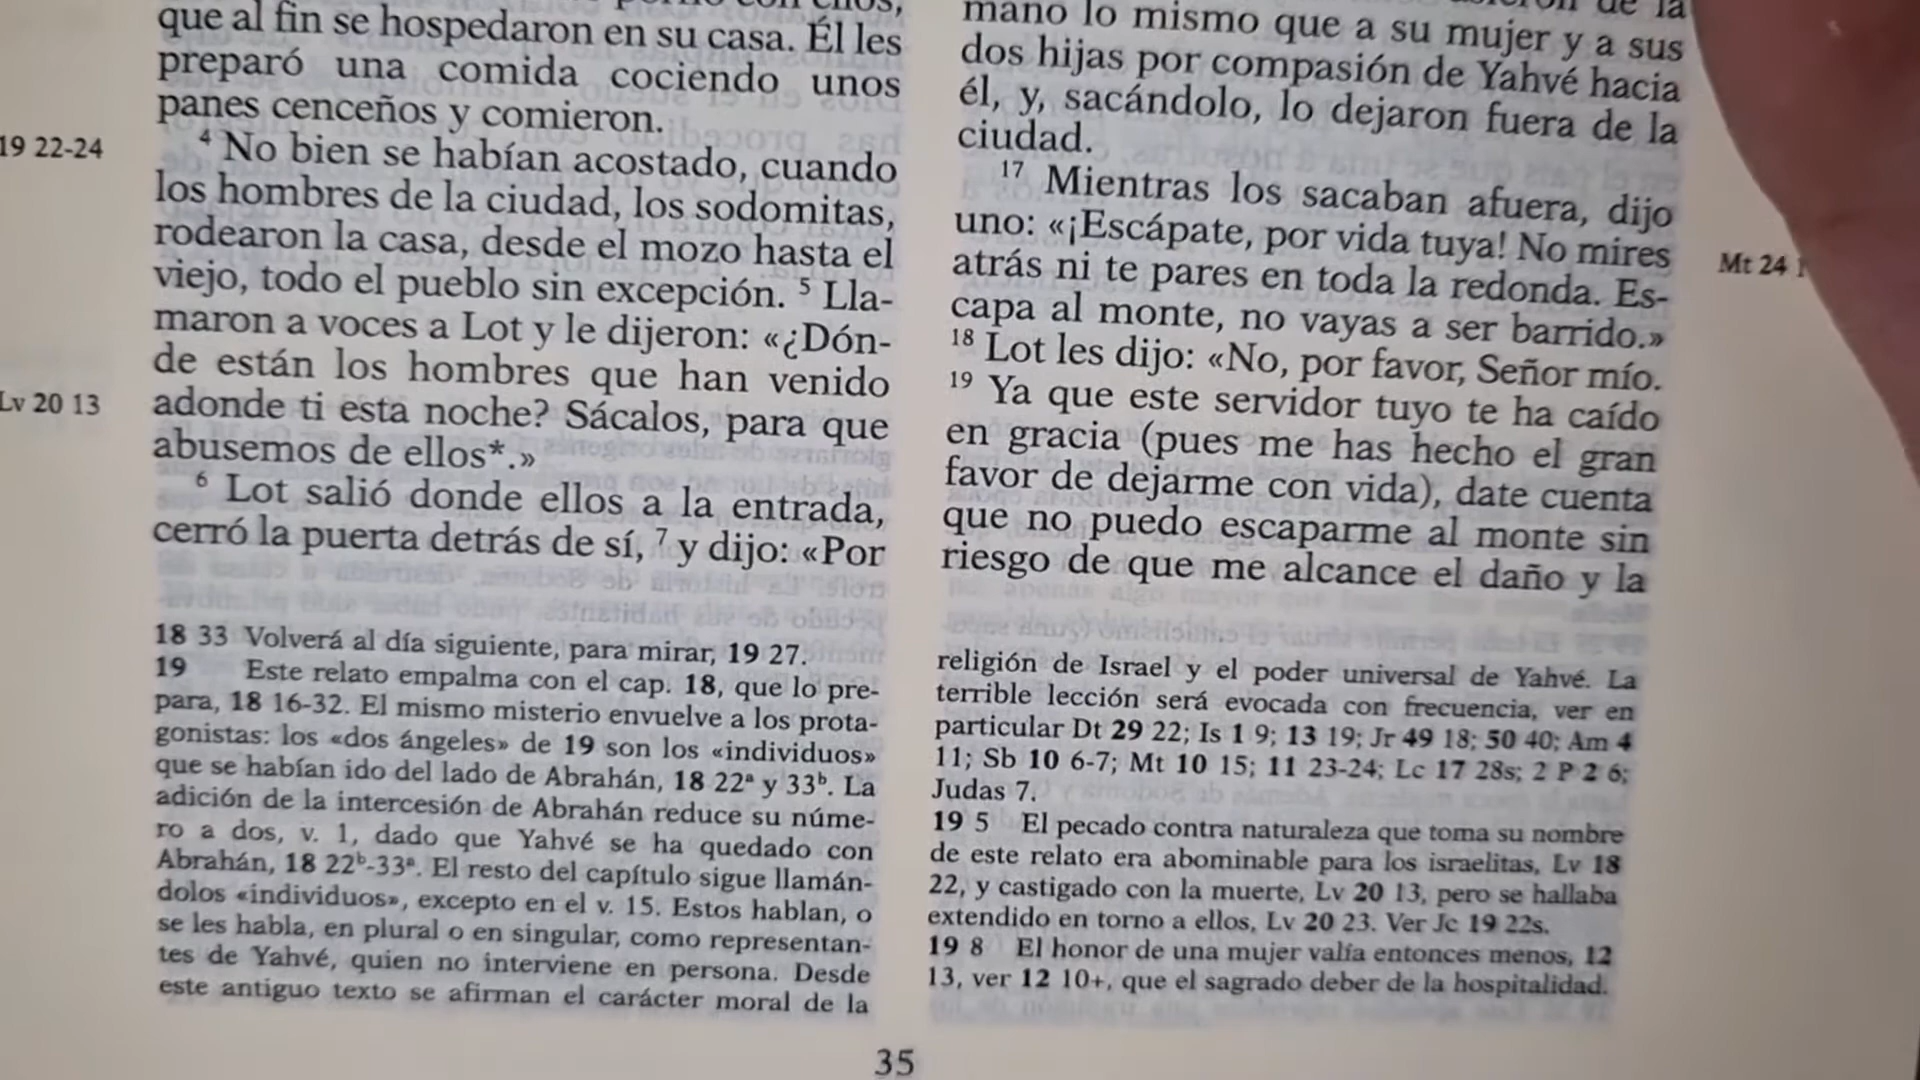 que al fin se hospedaron en su casa. Él les
preparó una comida cociendo unos
panes cenceños y comieron.
19 22-24
⁴ No bien se habían acostado, cuando
los hombres de la ciudad, los sodomitas,
rodearon la casa, desde el mozo hasta el
viejo, todo el pueblo sin excepción. ⁵ Lla-
maron a voces a Lot y le dijeron: «¿Dón-
de están los hombres que han venido
Lv 20 13
adonde ti esta noche? Sácalos, para que
abusemos de ellos*.»
⁶ Lot salió donde ellos a la entrada,
cerró la puerta detrás de sí, ⁷ y dijo: «Por
de la
mano lo mismo que a su mujer y a sus
dos hijas por compasión de Yahvé hacia
él, y, sacándolo, lo dejaron fuera de la
ciudad.
¹⁷ Mientras los sacaban afuera, dijo
uno: «¡Escápate, por vida tuya! No mires
Mt 24
atrás ni te pares en toda la redonda. Es-
capa al monte, no vayas a ser barrido.»
¹⁸ Lot les dijo: «No, por favor, Señor mío.
¹⁹ Ya que este servidor tuyo te ha caído
en gracia (pues me has hecho el gran
favor de dejarme con vida), date cuenta
que no puedo escaparme al monte sin
riesgo de que me alcance el daño y la
18 33 Volverá al día siguiente, para mirar, 19 27.
19 Este relato empalma con el cap. 18, que lo pre-
para, 18 16-32. El mismo misterio envuelve a los prota-
gonistas: los «dos ángeles» de 19 son los «individuos»
que se habían ido del lado de Abrahán, 18 22ª y 33ᵇ. La
adición de la intercesión de Abrahán reduce su núme-
ro a dos, v. 1, dado que Yahvé se ha quedado con
Abrahán, 18 22ᵇ-33ª. El resto del capítulo sigue llamán-
dolos «individuos», excepto en el v. 15. Estos hablan, o
se les habla, en plural o en singular, como representan-
tes de Yahvé, quien no interviene en persona. Desde
este antiguo texto se afirman el carácter moral de la
religión de Israel y el poder universal de Yahvé. La
terrible lección será evocada con frecuencia, ver en
particular Dt 29 22; Is 1 9; 13 19; Jr 49 18; 50 40; Am 4
11; Sb 10 6-7; Mt 10 15; 11 23-24; Lc 17 28s; 2 P 2 6;
Judas 7.
19 5 El pecado contra naturaleza que toma su nombre
de este relato era abominable para los israelitas, Lv 18
22, y castigado con la muerte, Lv 20 13, pero se hallaba
extendido en torno a ellos, Lv 20 23. Ver Jc 19 22s.
19 8 El honor de una mujer valía entonces menos, 12
13, ver 12 10+, que el sagrado deber de la hospitalidad.
35